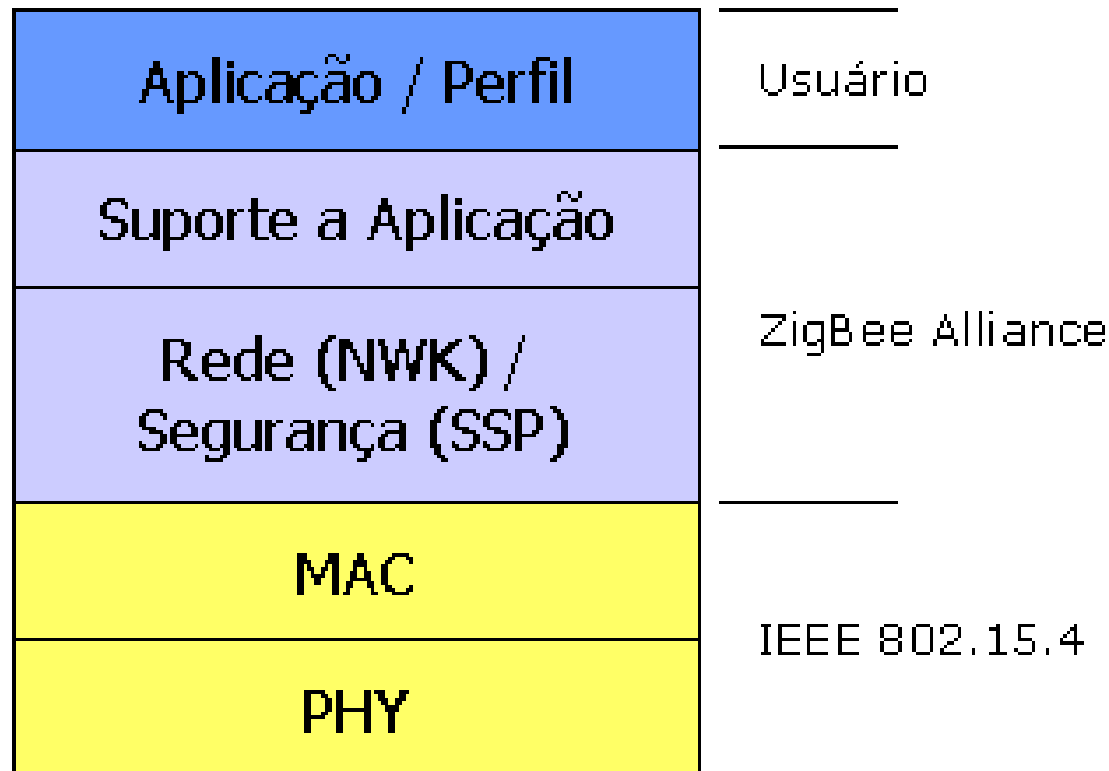 Aplicação / Perfil
Usuário
Suporte a Aplicação
Rede (NWK) /
Segurança (SSP)
ZigBee Alliance
MAC
PHY
IEEE 802.15.4